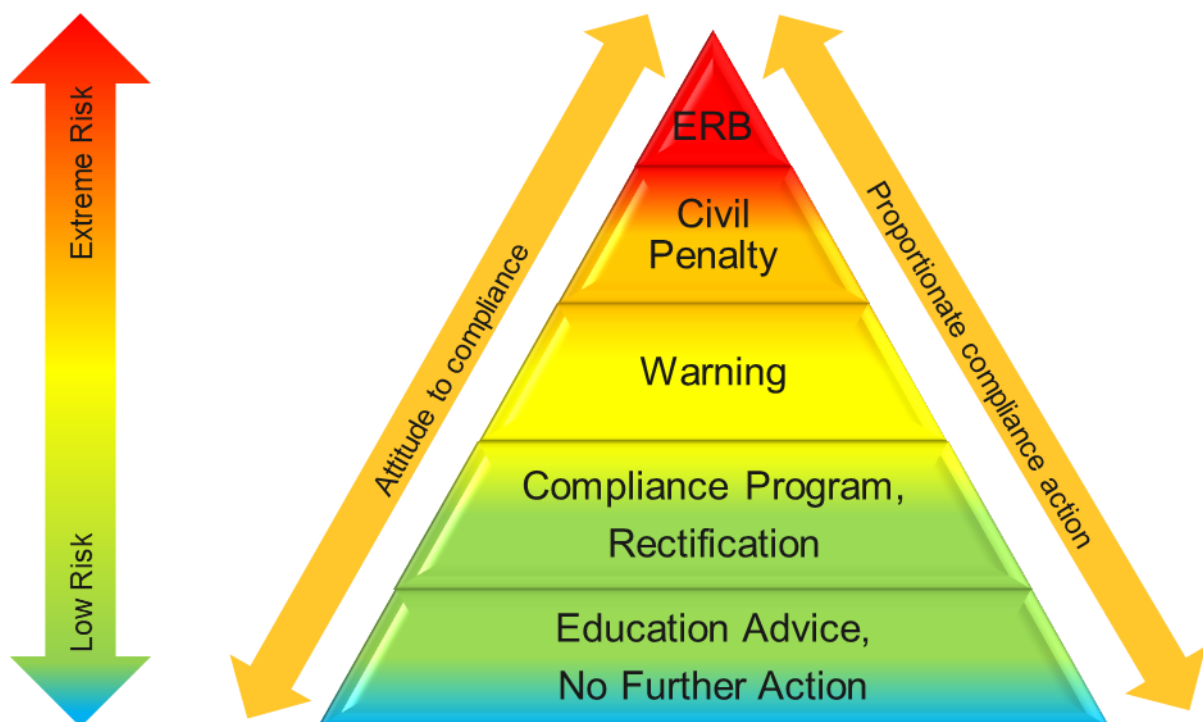 Extreme Risk
Low Risk
Attitude to compliance
ERB
Civil
Penalty
Warning
Compliance Program,
Rectification
Education Advice,
No Further Action
Proportionate compliance action